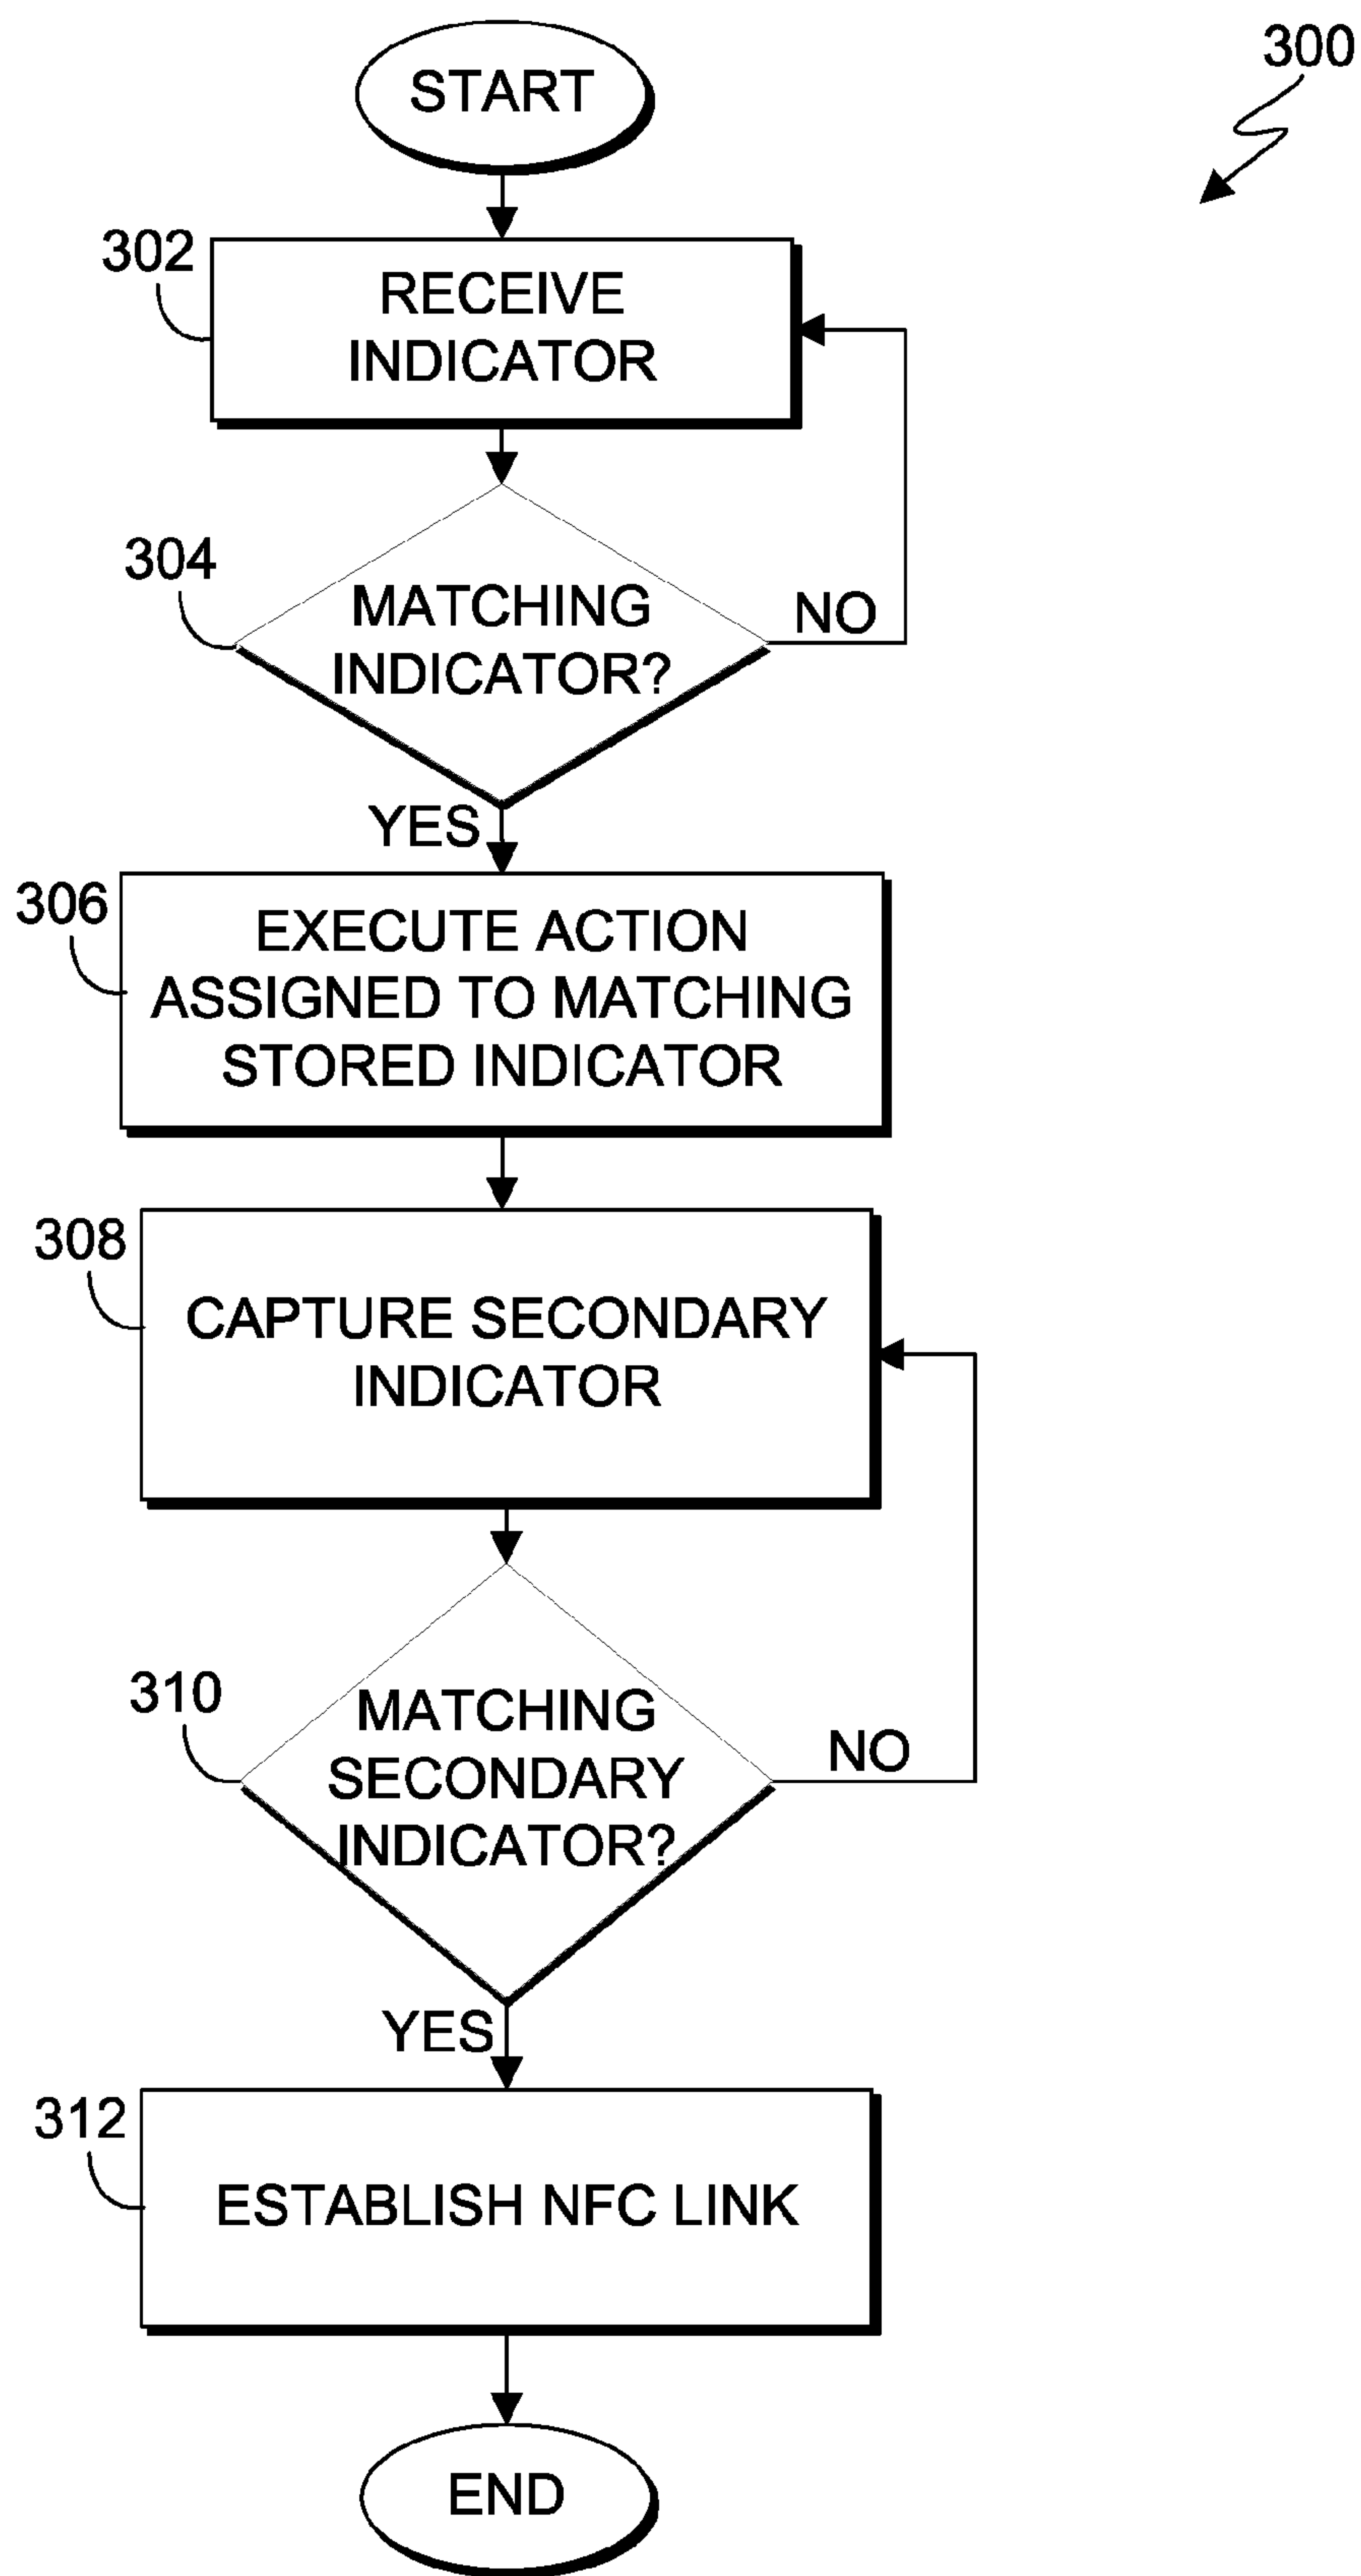 START
300
302
RECEIVE
INDICATOR
304
MATCHING
INDICATOR?
NO
YES
306
EXECUTE ACTION
ASSIGNED TO MATCHING
STORED INDICATOR
308
CAPTURE SECONDARY
INDICATOR
310
MATCHING
SECONDARY
INDICATOR?
NO
YES
312
ESTABLISH NFC LINK
END